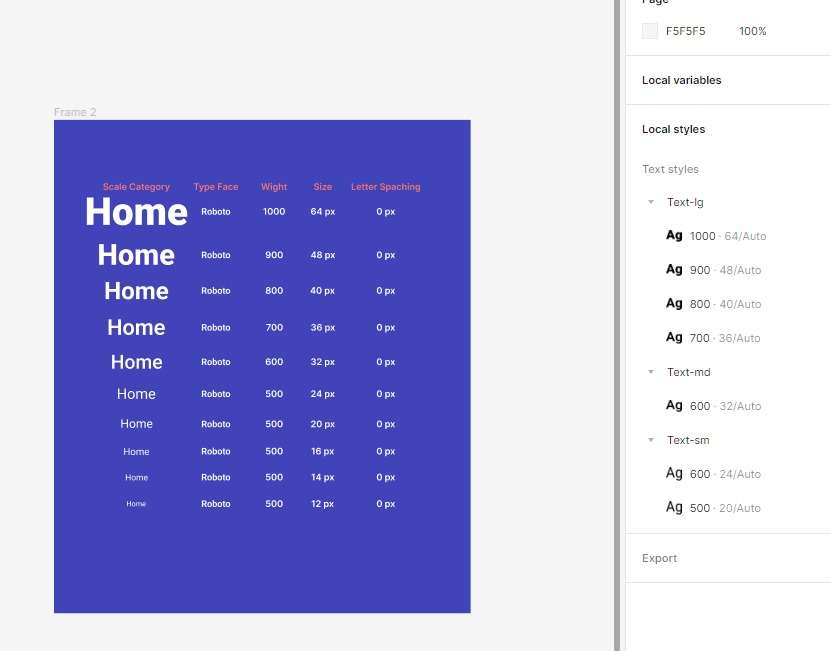 Page
F5F5F5 100%
Local variables
Local styles
Text styles
Text-lg
Ag 1000 · 64/Auto
Ag 900 · 48/Auto
Ag 800 · 40/Auto
Ag 700 · 36/Auto
Text-md
Ag 600 · 32/Auto
Text-sm
Ag 600 · 24/Auto
Ag 500 · 20/Auto
Export
Frame 2
Scale Category Type Face Wight Size Letter Spaching
Home Roboto 1000 64 px 0 px
Home Roboto 900 48 px 0 px
Home Roboto 800 40 px 0 px
Home Roboto 700 36 px 0 px
Home Roboto 600 32 px 0 px
Home Roboto 500 24 px 0 px
Home Roboto 500 20 px 0 px
Home Roboto 500 16 px 0 px
Home Roboto 500 14 px 0 px
Home Roboto 500 12 px 0 px